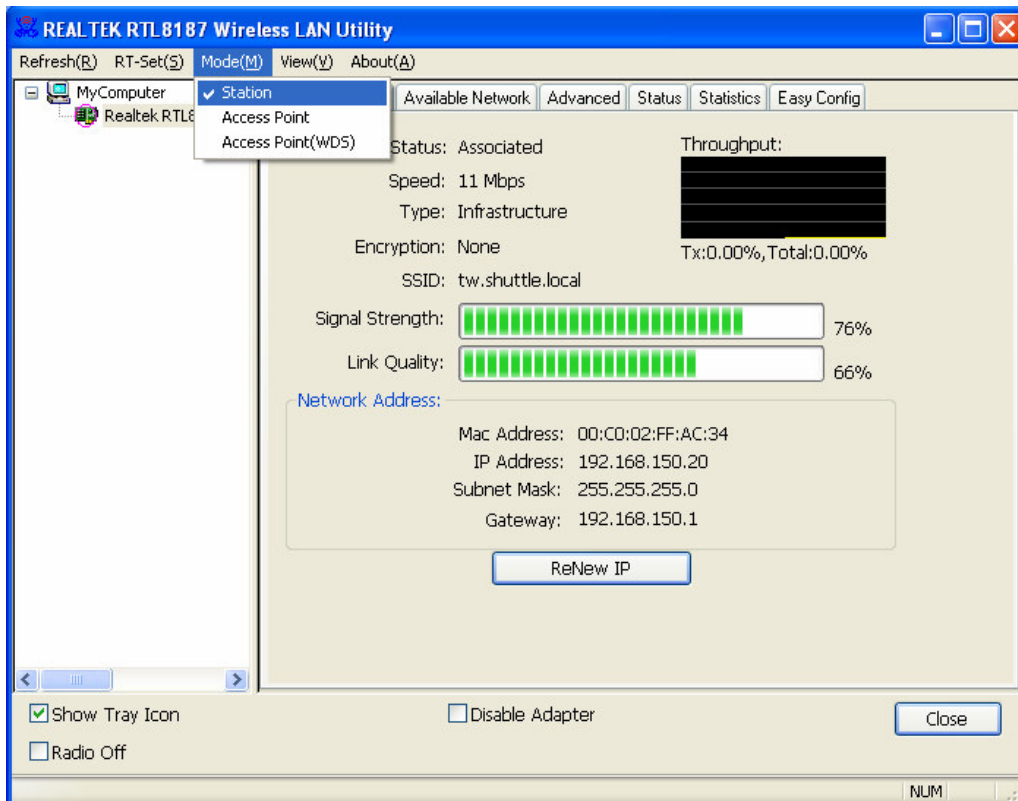 REALTEK RTL8187 Wireless LAN Utility
Refresh(R) RT-Set(S) Mode(M) View(V) About(A)
Station
Access Point
Access Point(WDS)
MyComputer
Realtek RTL8
Available Network Advanced Status Statistics Easy Config
Status: Associated
Speed: 11 Mbps
Type: Infrastructure
Encryption: None
SSID: tw.shuttle.local
Throughput:
Tx:0.00%,Total:0.00%
Signal Strength: 76%
Link Quality: 66%
Network Address:
Mac Address: 00:C0:02:FF:AC:34
IP Address: 192.168.150.20
Subnet Mask: 255.255.255.0
Gateway: 192.168.150.1
ReNew IP
Show Tray Icon
Disable Adapter
Close
Radio Off
NUM